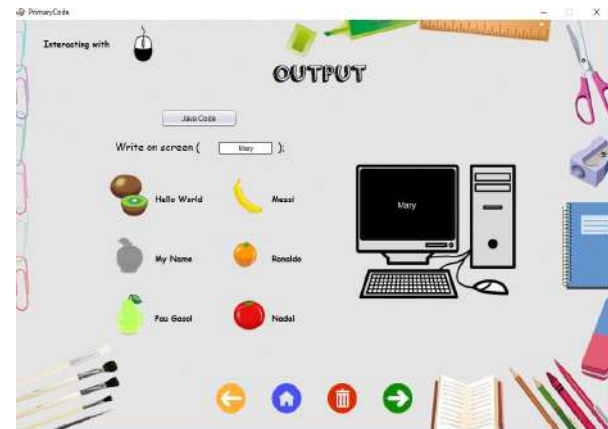 PrimaryCode
Interacting with
OUTPUT
Java Code
Write on screen ( Mary );
Hello World
Messi
Mary
My Name
Ronaldo
Pau Gasol
Nadal